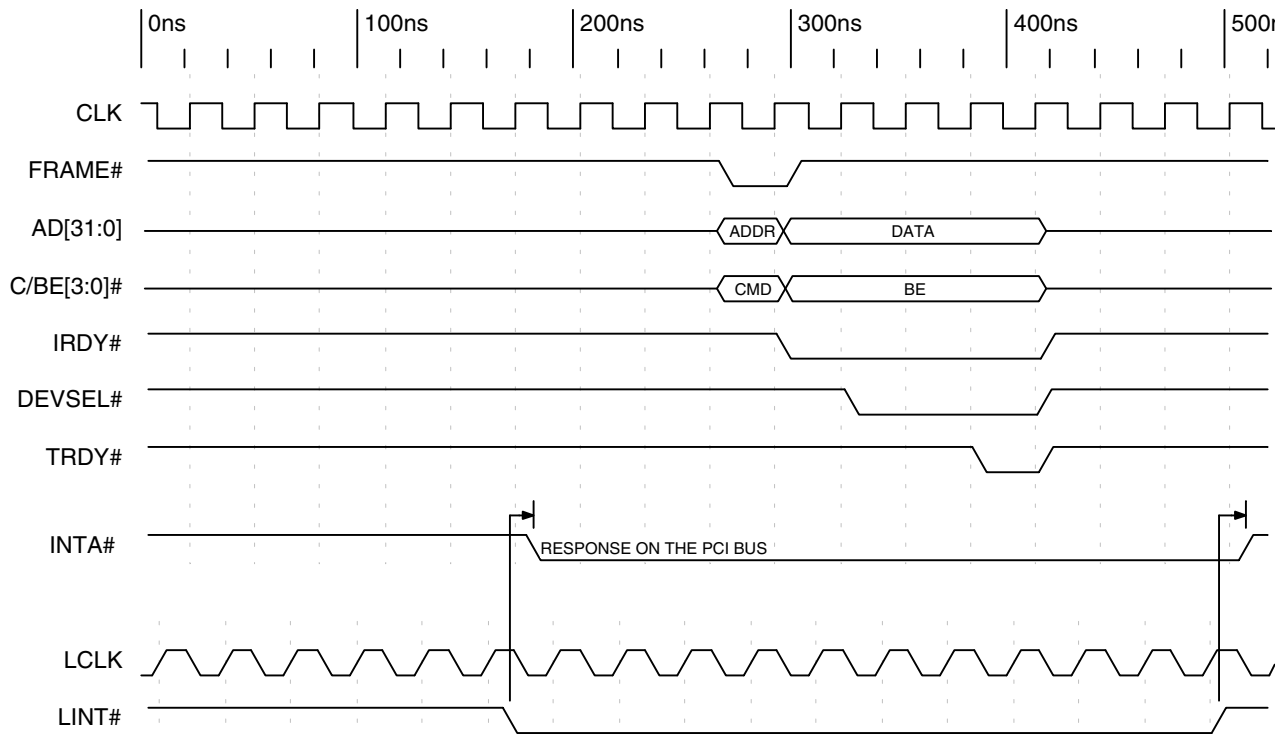 0ns 100ns 200ns 300ns 400ns 500n
CLK
FRAME#
AD[31:0] ADDR DATA
C/BE[3:0]# CMD BE
IRDY#
DEVSEL#
TRDY#
INTA# RESPONSE ON THE PCI BUS
LCLK
LINT#